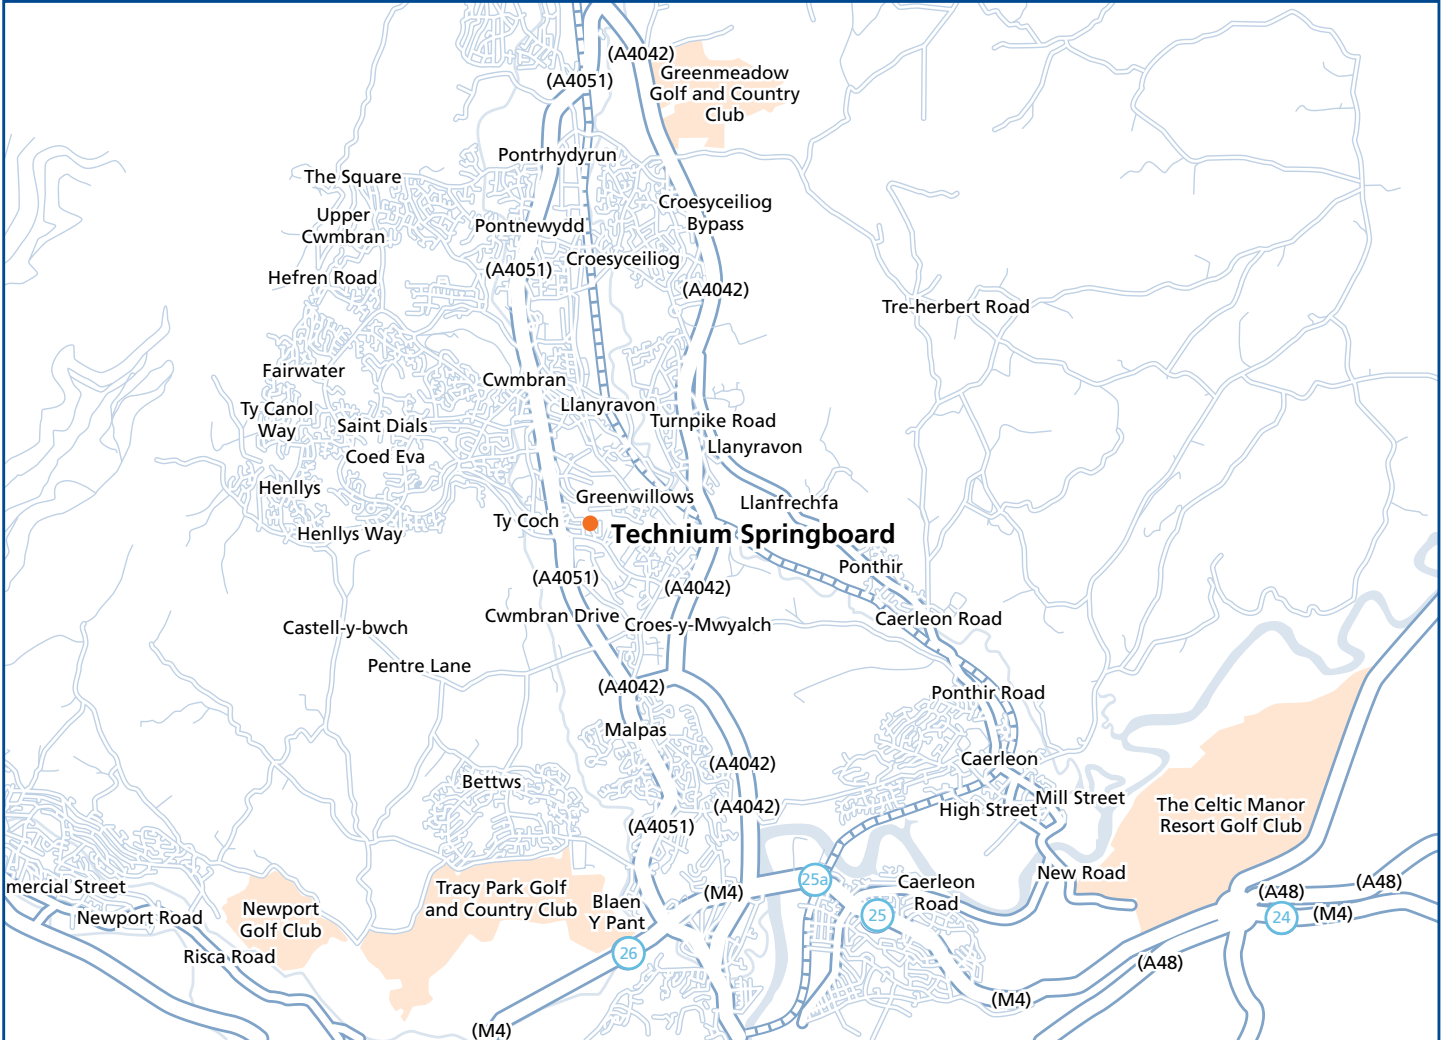 (A4042)
(A4051)
Greenmeadow
Golf and Country
Club
Pontrhydyrun
The Square
Croesyceiliog
Bypass
Upper
Cwmbran
Pontnewydd
Croesyceiliog
(A4051)
Hefren Road
(A4042)
Tre-herbert Road
Fairwater
Cwmbran
Ty Canol
Way
Llanyravon
Saint Dials
Turnpike Road
Llanyravon
Coed Eva
Henllys
Greenwillows
Llanfrechfa
Ty Coch
Technium Springboard
Henllys Way
Ponthir
(A4051)
(A4042)
Cwmbran Drive
Croes-y-Mwyalch
Caerleon Road
Castell-y-bwch
Pentre Lane
(A4042)
Ponthir Road
Malpas
Caerleon
(A4042)
Bettws
Mill Street
(A4042)
High Street
The Celtic Manor
Resort Golf Club
(A4051)
New Road
25a
Caerleon
Road
(A48)
(A48)
mercial Street
Tracy Park Golf
and Country Club
(M4)
Blaen
Y Pant
Newport Road
Newport
Golf Club
25
24
(M4)
Risca Road
26
(A48)
(M4)
(M4)